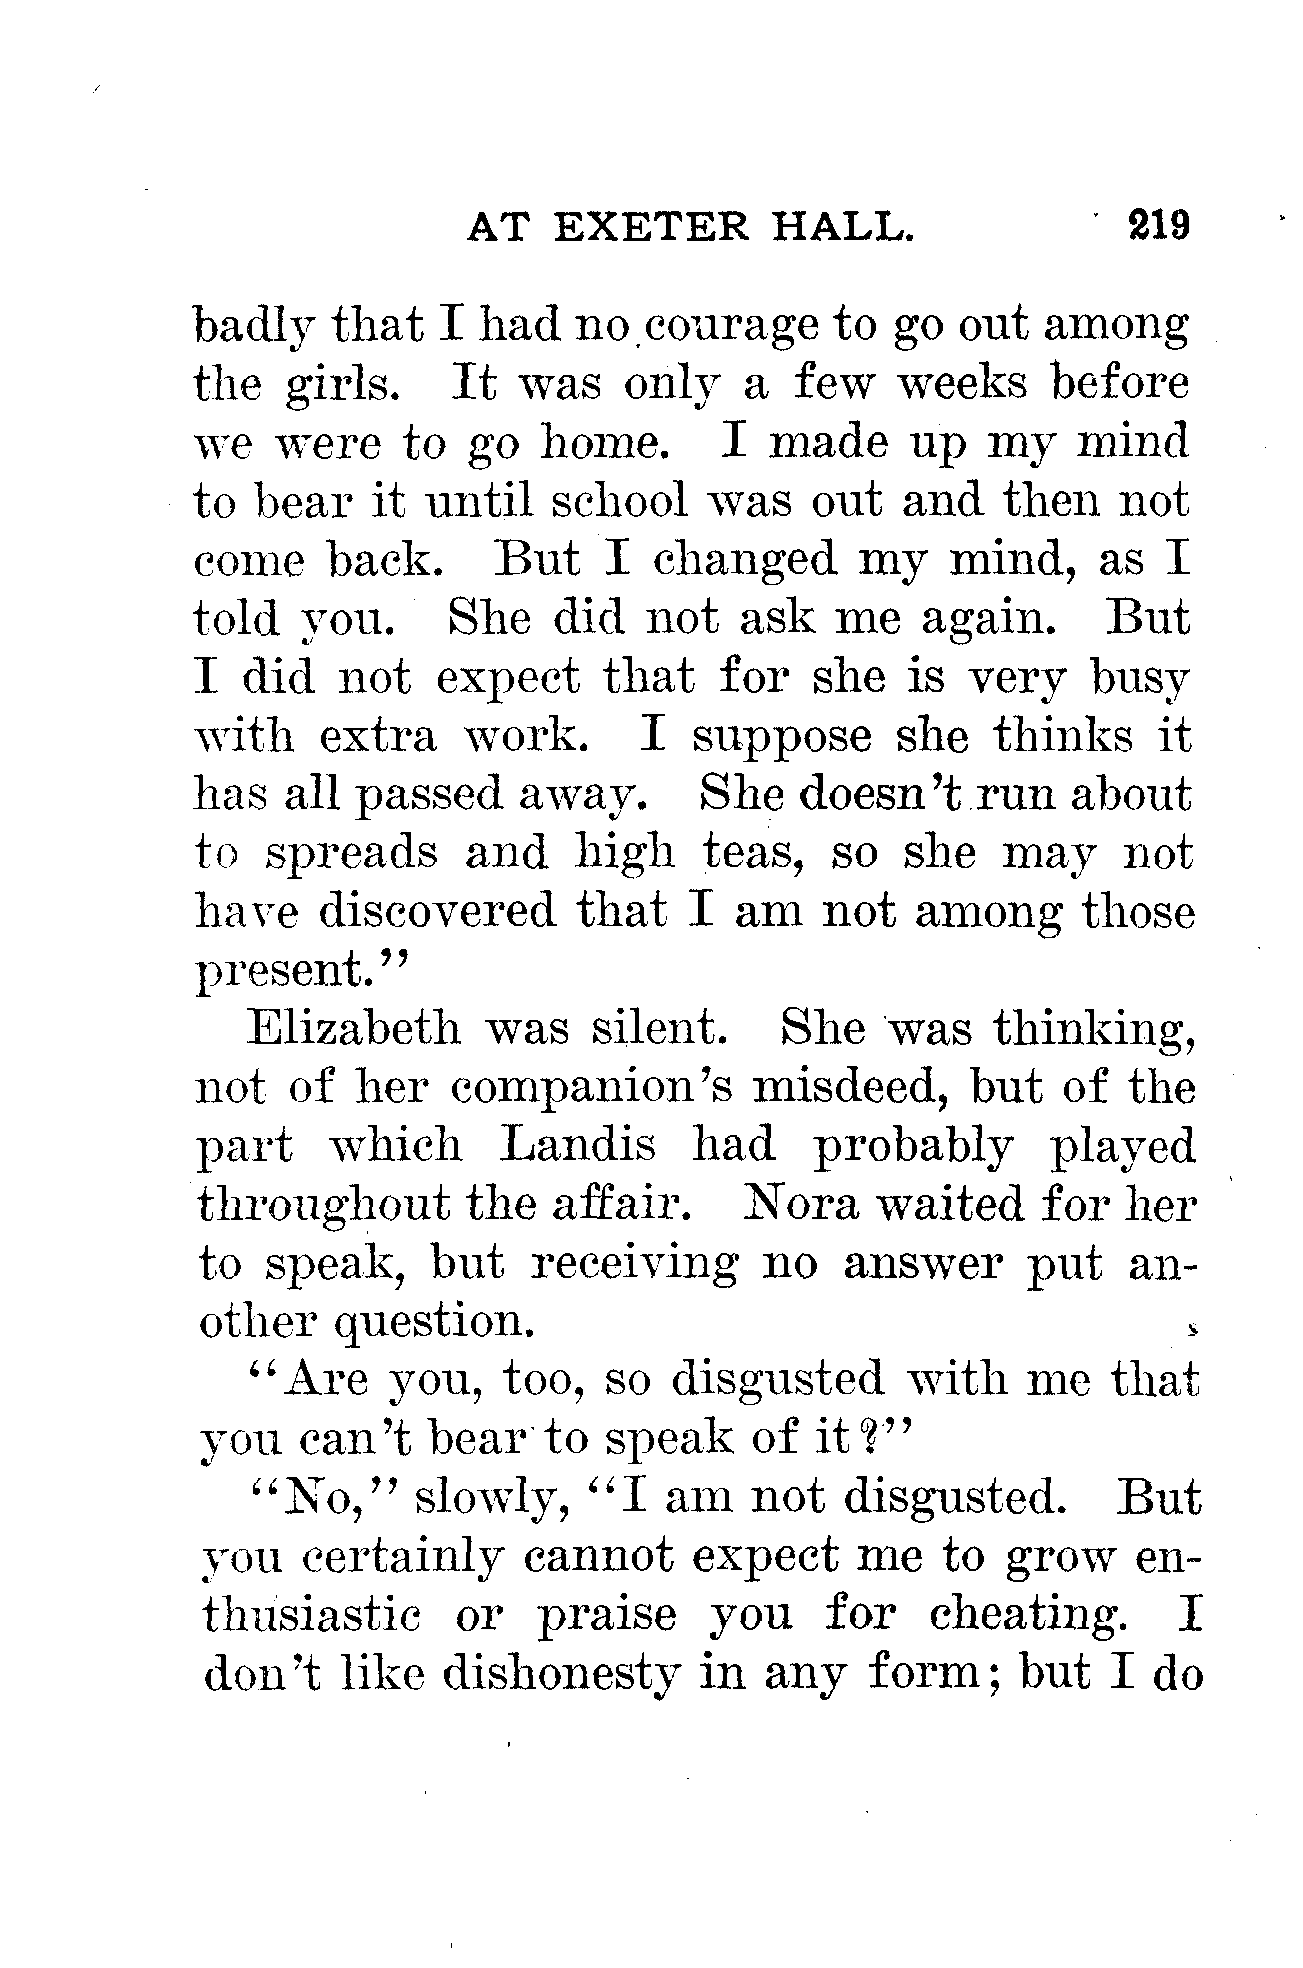 AT EXETER HALL. 219
badly that I had no courage to go out among
the girls. It was only a few weeks before
we were to go home. I made up my mind
to bear it until school was out and then not
come back. But I changed my mind, as I
told you. She did not ask me again. But
I did not expect that for she is very busy
with extra work. I suppose she thinks it
has all passed away. She doesn't run about
to spreads and high teas, so she may not
have discovered that I am not among those
present."
Elizabeth was silent. She was thinking,
not of her companion's misdeed, but of the
part which Landis had probably played
throughout the affair. Nora waited for her
to speak, but receiving no answer put an-
other question.
"Are you, too, so disgusted with me that
you can't bear to speak of it?"
"No," slowly, "I am not disgusted. But
you certainly cannot expect me to grow en-
thusiastic or praise you for cheating. I
don't like dishonesty in any form; but I do